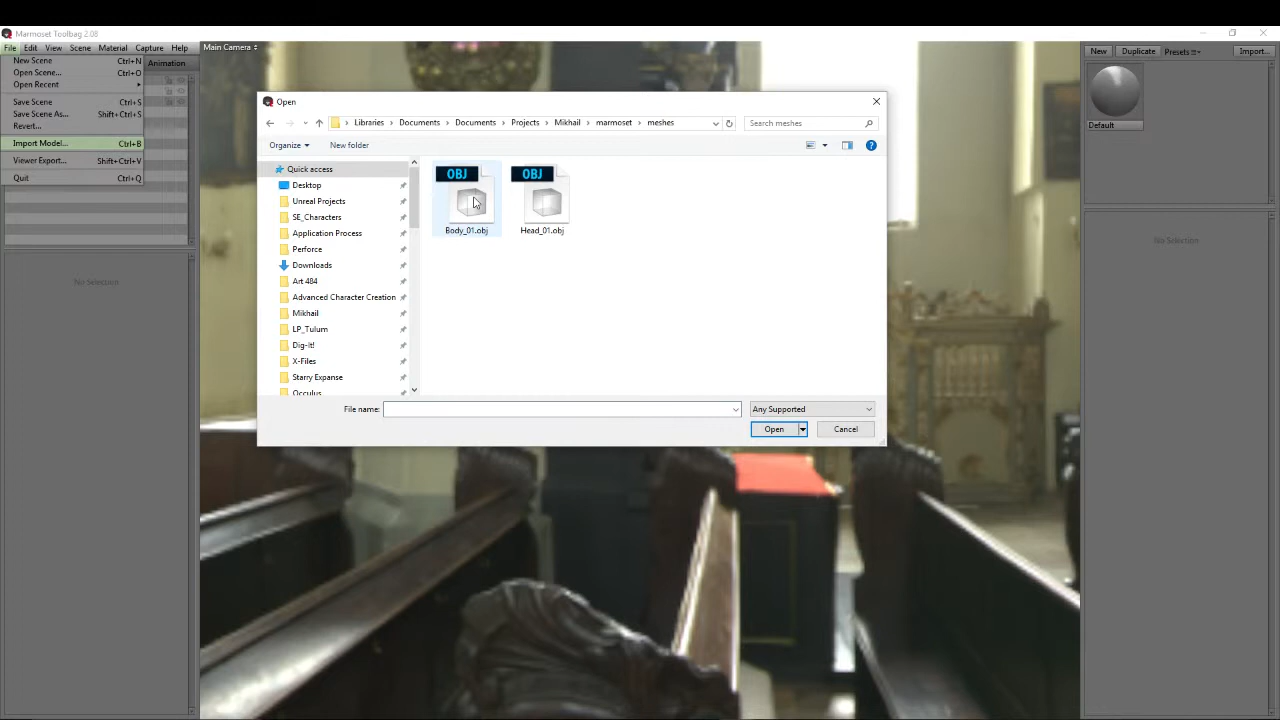 Marmoset Toolbag 2.08
File Edit View Scene Material Capture Help
Main Camera
New Duplicate Presets Import...
New Scene Ctrl+N
Open Scene... Ctrl+O
Open Recent
Save Scene Ctrl+S
Save Scene As... Shift+Ctrl+S
Revert...
Import Model... Ctrl+B
Viewer Export... Shift+Ctrl+V
Quit Ctrl+Q
Animation
No Selection
Default
No Selection
Open
Libraries Documents Documents Projects Mikhail marmoset meshes
Search meshes
Organize New folder
Quick access
Desktop
Unreal Projects
SE_Characters
Application Process
Perforce
Downloads
Art 484
Advanced Character Creation
Mikhail
LP_Tulum
Dig-It!
X-Files
Starry Expanse
Occulus
OBJ
Body_01.obj
OBJ
Head_01.obj
File name:
Any Supported
Open Cancel